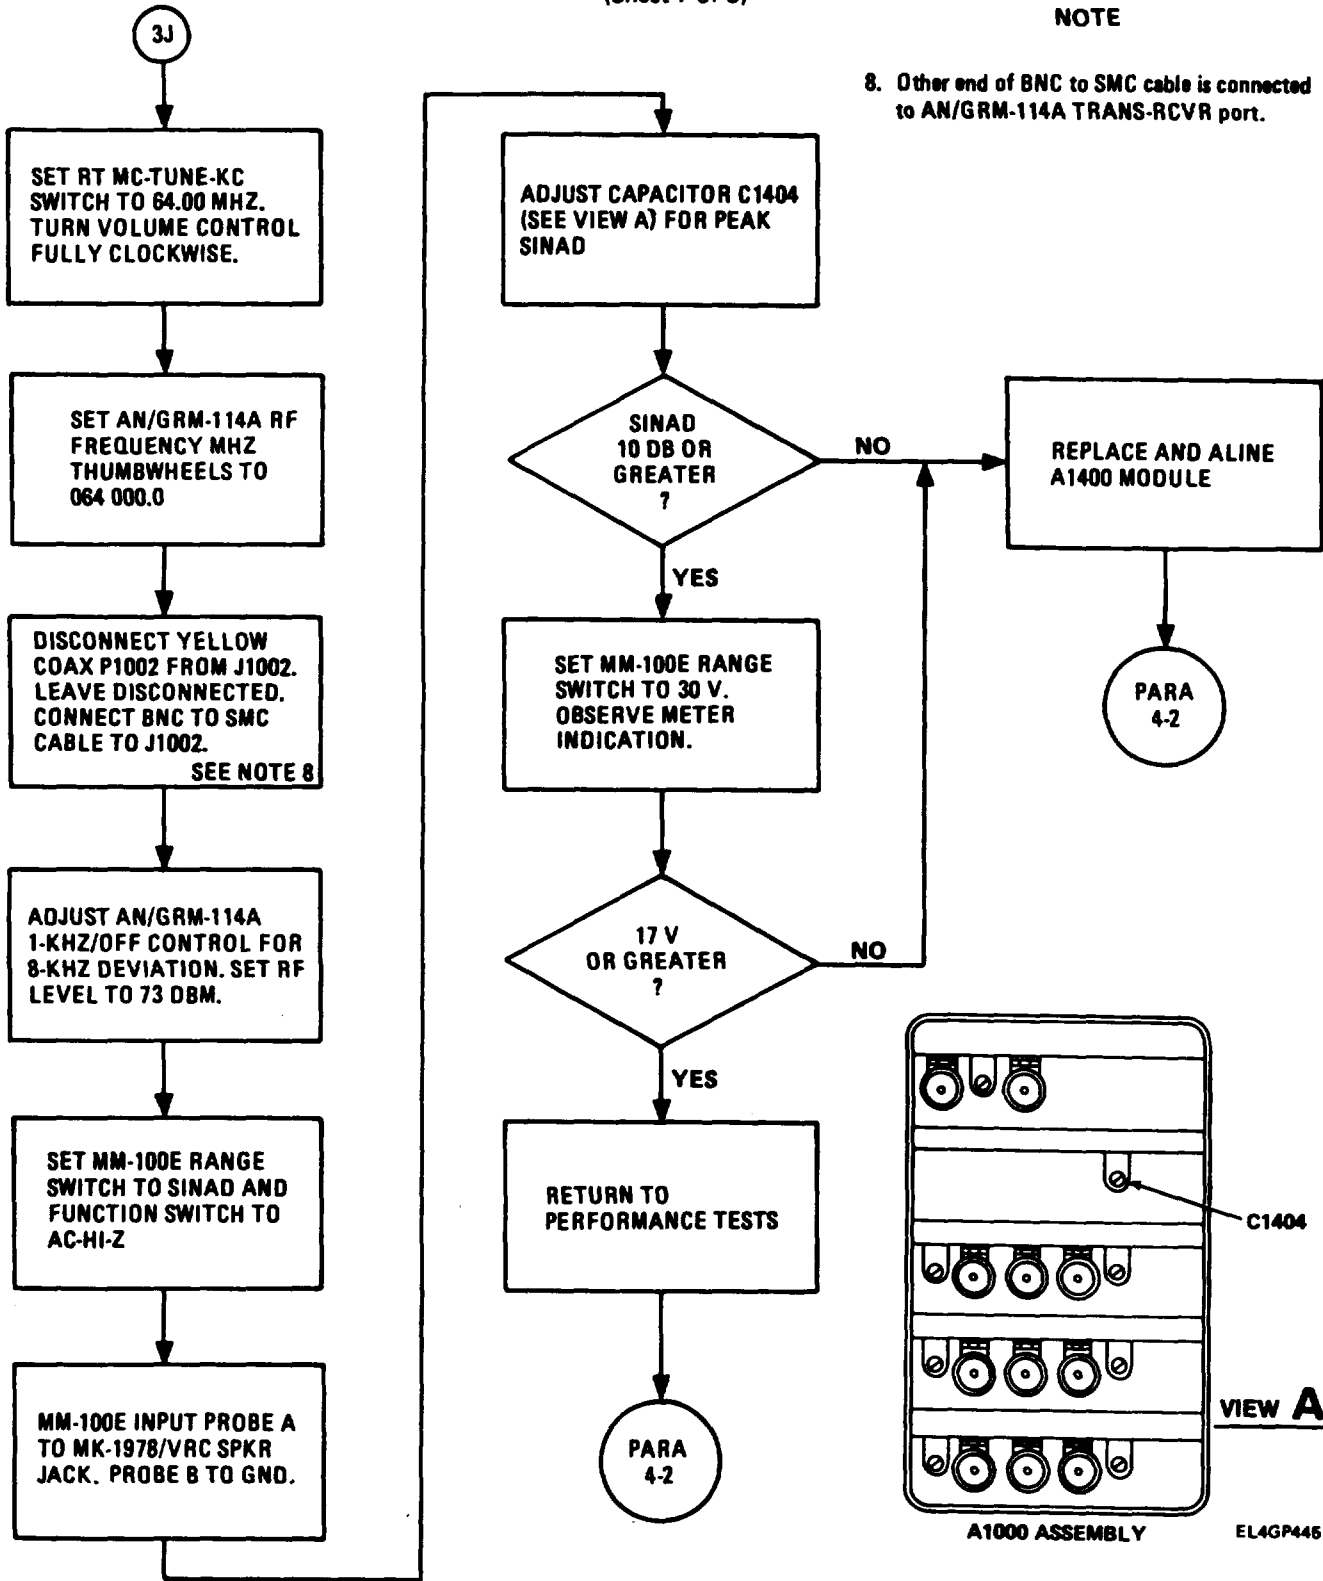 NOTE
8. Other end of BNC to SMC cable is connected
to AN/GRM-114A TRANS-RCVR port.
3J
SET RT MC-TUNE-KC
SWITCH TO 64.00 MHZ.
TURN VOLUME CONTROL
FULLY CLOCKWISE.
SET AN/GRM-114A RF
FREQUENCY MHZ
THUMBWHEELS TO
064 000.0
DISCONNECT YELLOW
COAX P1002 FROM J1002.
LEAVE DISCONNECTED.
CONNECT BNC TO SMC
CABLE TO J1002.
SEE NOTE 8
ADJUST AN/GRM-114A
1-KHZ/OFF CONTROL FOR
8-KHZ DEVIATION. SET RF
LEVEL TO 73 DBM.
SET MM-100E RANGE
SWITCH TO SINAD AND
FUNCTION SWITCH TO
AC-HI-Z
MM-100E INPUT PROBE A
TO MK-1978/VRC SPKR
JACK. PROBE B TO GND.
ADJUST CAPACITOR C1404
(SEE VIEW A) FOR PEAK
SINAD
SINAD
10 DB OR
GREATER
?
NO
YES
SET MM-100E RANGE
SWITCH TO 30 V.
OBSERVE METER
INDICATION.
17 V
OR GREATER
?
NO
YES
RETURN TO
PERFORMANCE TESTS
PARA
4-2
REPLACE AND ALINE
A1400 MODULE
PARA
4-2
C1404
VIEW A
A1000 ASSEMBLY
EL4GP446